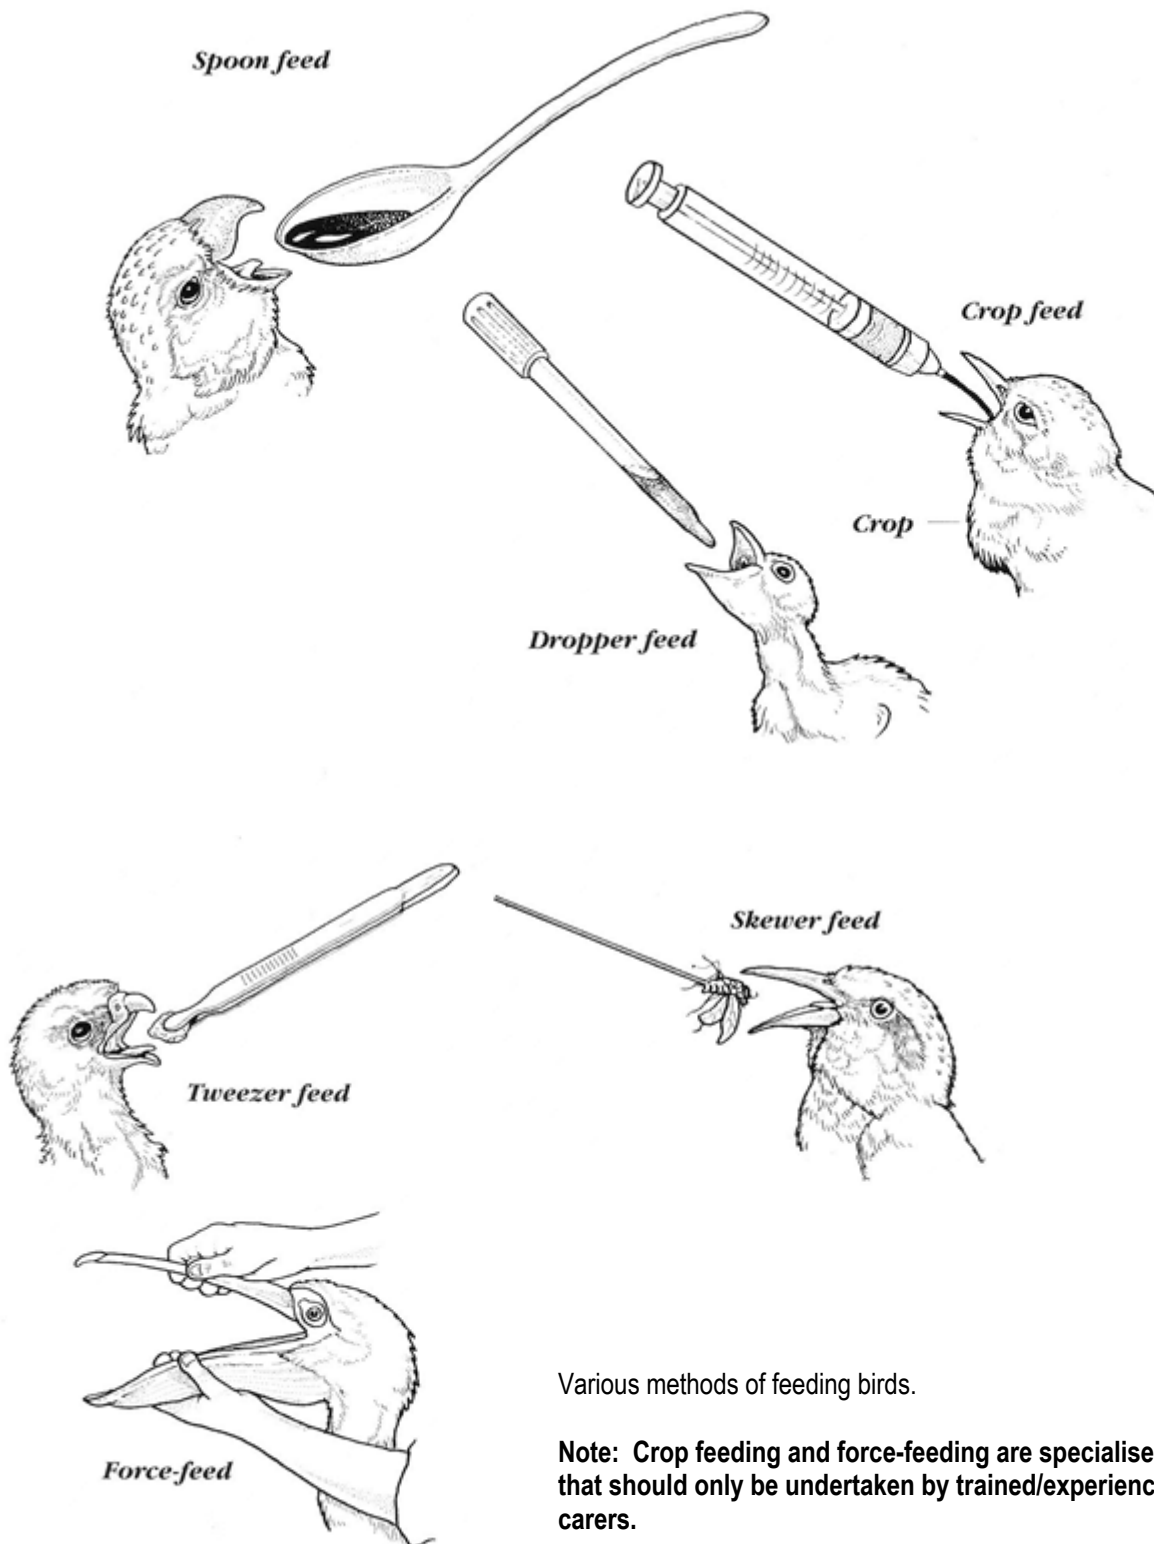 Spoon feed
Crop feed
Crop
Dropper feed
Skewer feed
Tweezer feed
Force-feed
Various methods of feeding birds.
Note: Crop feeding and force-feeding are specialise
that should only be undertaken by trained/experienc
carers.